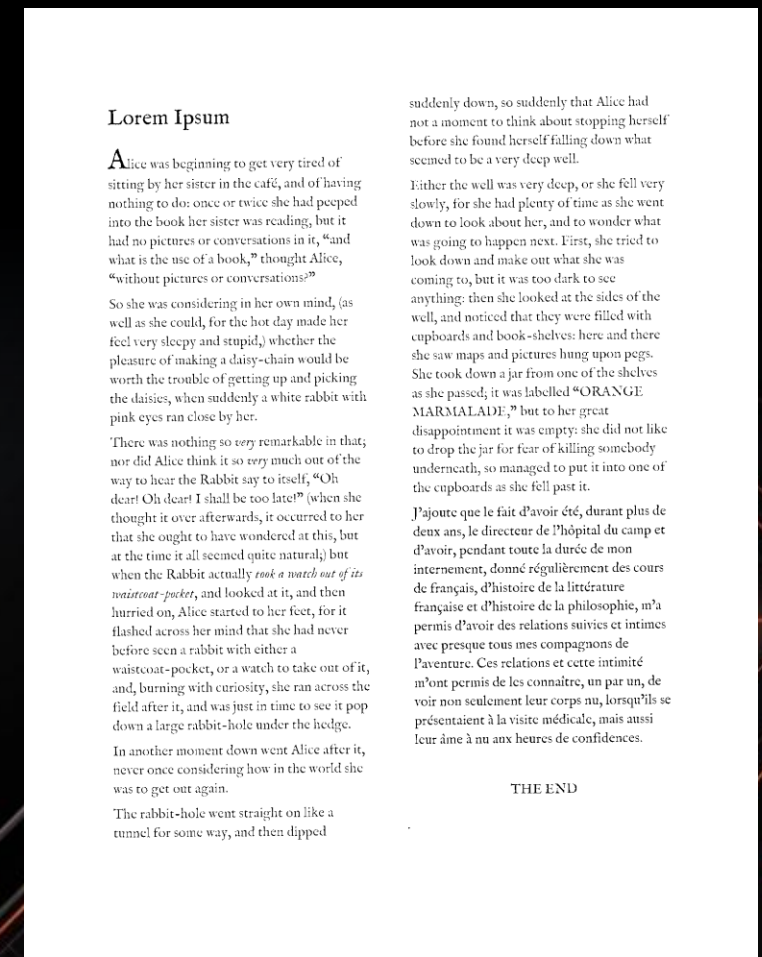 Lorem Ipsum
Alice was beginning to get very tired of
sitting by her sister in the café, and of having
nothing to do: once or twice she had peeped
into the book her sister was reading, but it
had no pictures or conversations in it, “and
what is the use of a book,” thought Alice,
“without pictures or conversations?”
So she was considering in her own mind, (as
well as she could, for the hot day made her
feel very sleepy and stupid,) whether the
pleasure of making a daisy-chain would be
worth the trouble of getting up and picking
the daisies, when suddenly a white rabbit with
pink eyes ran close by her.
There was nothing so very remarkable in that;
nor did Alice think it so very much out of the
way to hear the Rabbit say to itself, “Oh
dear! Oh dear! I shall be too late!” (when she
thought it over afterwards, it occurred to her
that she ought to have wondered at this, but
at the time it all seemed quite natural;) but
when the Rabbit actually took a watch out of its
waistcoat-pocket, and looked at it, and then
hurried on, Alice started to her feet, for it
flashed across her mind that she had never
before seen a rabbit with either a
waistcoat-pocket, or a watch to take out of it,
and, burning with curiosity, she ran across the
field after it, and was just in time to see it pop
down a large rabbit-hole under the hedge.
In another moment down went Alice after it,
never once considering how in the world she
was to get out again.
The rabbit-hole went straight on like a
tunnel for some way, and then dipped
suddenly down, so suddenly that Alice had
not a moment to think about stopping herself
before she found herself falling down what
seemed to be a very deep well.
Either the well was very deep, or she fell very
slowly, for she had plenty of time as she went
down to look about her, and to wonder what
was going to happen next. First, she tried to
look down and make out what she was
coming to, but it was too dark to see
anything: then she looked at the sides of the
well, and noticed that they were filled with
cupboards and book-shelves: here and there
she saw maps and pictures hung upon pegs.
She took down a jar from one of the shelves
as she passed; it was labelled “ORANGE
MARMALADE,” but to her great
disappointment it was empty: she did not like
to drop the jar for fear of killing somebody
underneath, so managed to put it into one of
the cupboards as she fell past it.
J’ajoute que le fait d’avoir été, durant plus de
deux ans, le directeur de l’hôpital du camp et
d’avoir, pendant toute la durée de mon
internement, donné régulièrement des cours
de français, d’histoire de la littérature
française et d’histoire de la philosophie, m’a
permis d’avoir des relations suivies et intimes
avec presque tous mes compagnons de
l’aventure. Ces relations et cette intimité
m’ont permis de les connaître, un par un, de
voir non seulement leur corps nu, lorsqu’ils se
présentaient à la visite médicale, mais aussi
leur âme à nu aux heures de confidences.
THE END